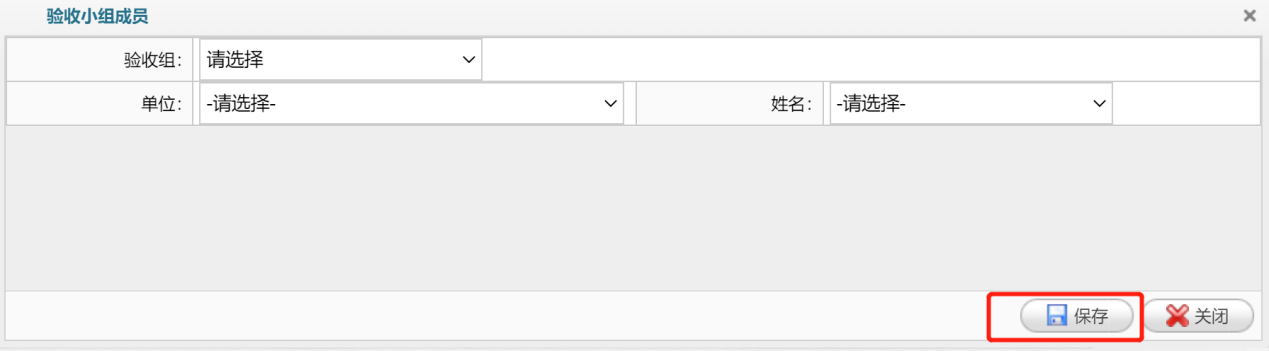 验收小组成员
验收组： 请选择
单位： -请选择- 姓名： -请选择-
保存 关闭